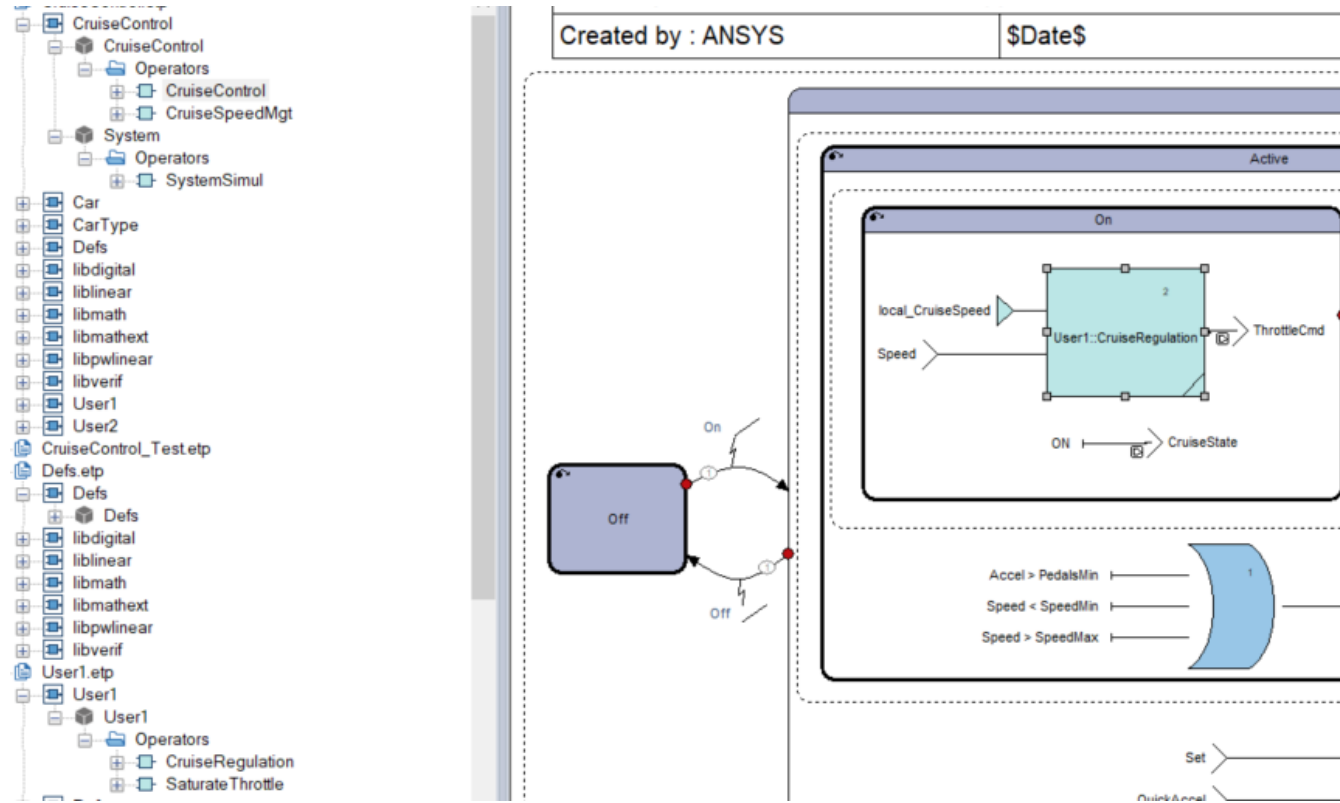 CruiseControl
CruiseControl
Operators
CruiseControl
CruiseSpeedMgt
System
Operators
SystemSimul
Car
CarType
Defs
libdigital
liblinear
libmath
libmathext
libpwlinear
libverif
User1
User2
CruiseControl_Test.etp
Defs.etp
Defs
Defs
libdigital
liblinear
libmath
libmathext
libpwlinear
libverif
User1.etp
User1
User1
Operators
CruiseRegulation
SaturateThrottle
Created by : ANSYS
$Date$
Active
On
2
local_CruiseSpeed
User1::CruiseRegulation
ThrottleCmd
Speed
ON
CruiseState
On
1
Off
1
Off
Accel > PedalsMin
1
Speed < SpeedMin
Speed > SpeedMax
Set
QuickAccel